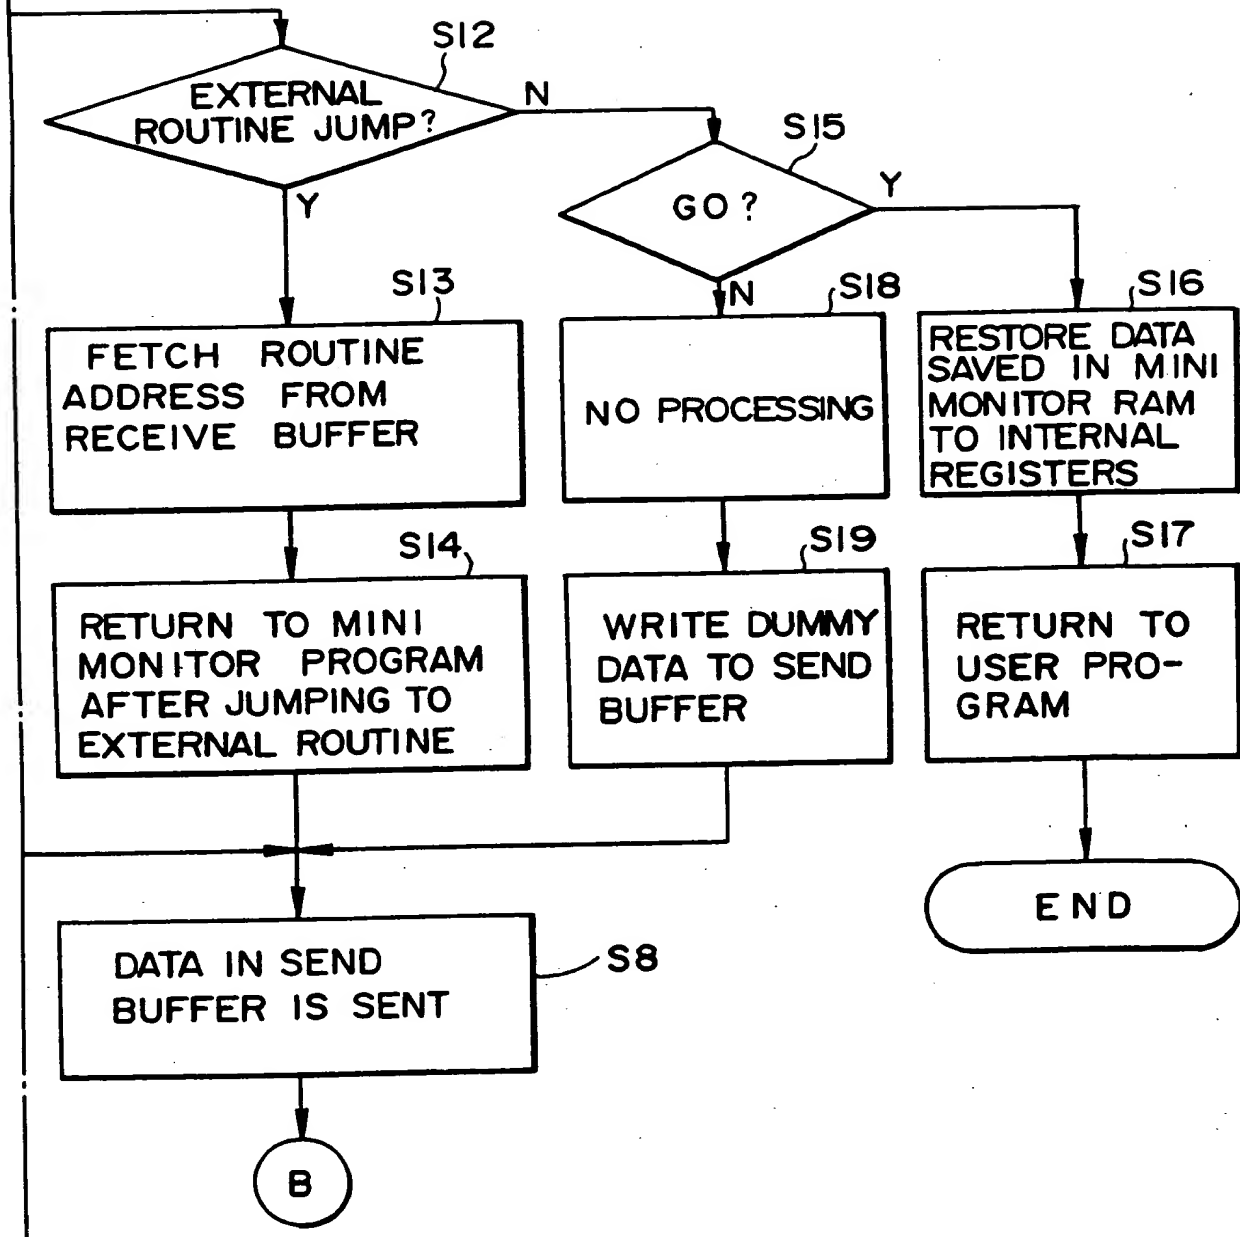 S12
EXTERNAL
ROUTINE JUMP?
N
Y
S15
GO?
Y
N
S13
FETCH ROUTINE
ADDRESS FROM
RECEIVE BUFFER
S18
NO PROCESSING
S16
RESTORE DATA
SAVED IN MINI
MONITOR RAM
TO INTERNAL
REGISTERS
S14
RETURN TO MINI
MONITOR PROGRAM
AFTER JUMPING TO
EXTERNAL ROUTINE
S19
WRITE DUMMY
DATA TO SEND
BUFFER
S17
RETURN TO
USER PRO-
GRAM
END
DATA IN SEND
BUFFER IS SENT
S8
B